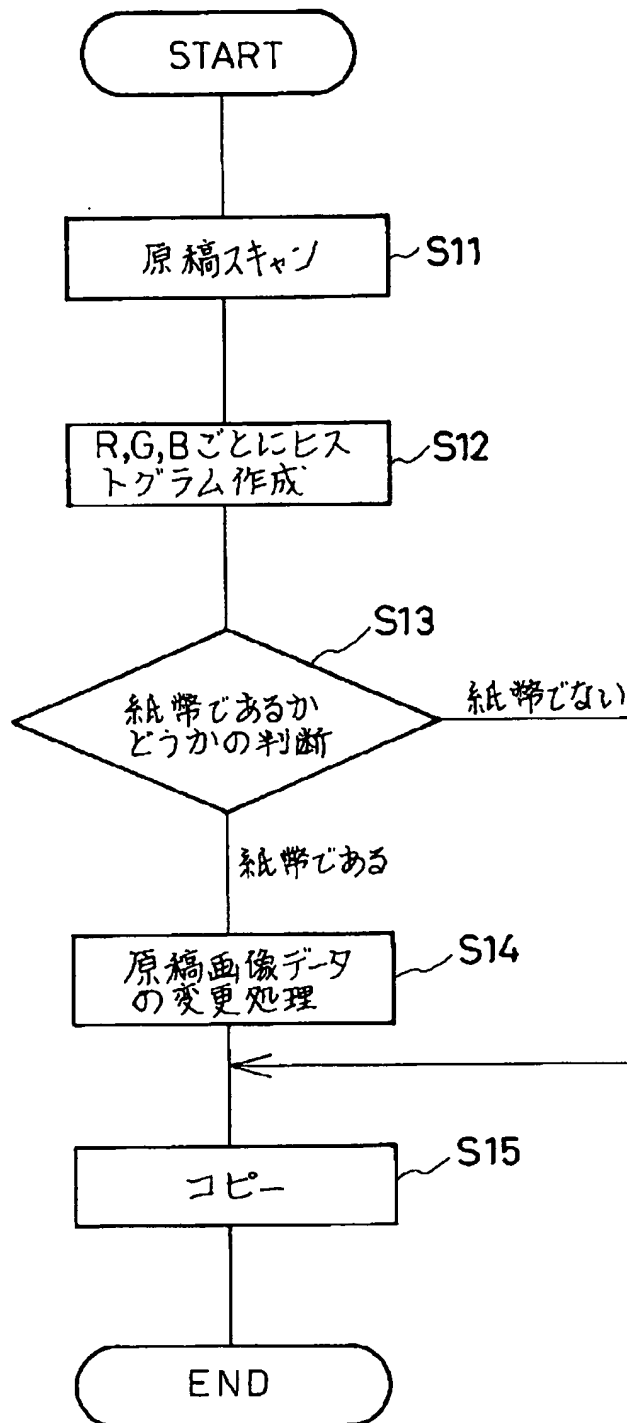 START
原稿スキャン
S11
R,G,Bごとにヒス
トグラム作成
S12
S13
紙幣であるか
どうかの判断
紙幣でない
紙幣である
原稿画像データ
の変更処理
S14
コピー
S15
END